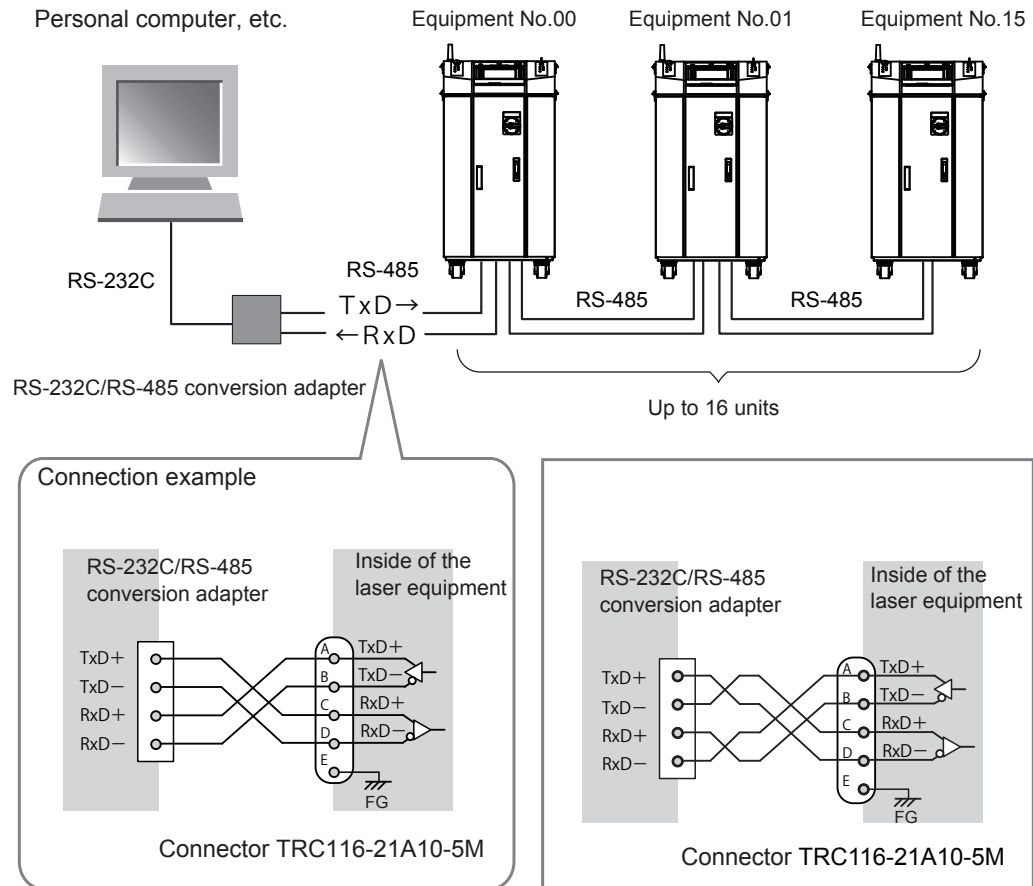 Personal computer, etc.
Equipment No.00
Equipment No.01
Equipment No.15
RS-232C
RS-485
TxD→
←RxD
RS-485
RS-485
RS-232C/RS-485 conversion adapter
Up to 16 units
Connection example
RS-232C/RS-485
conversion adapter
Inside of the
laser equipment
TxD+
TxD−
RxD+
RxD−
A
B
C
D
E
TxD+
TxD−
RxD+
RxD−
FG
Connector TRC116-21A10-5M
RS-232C/RS-485
conversion adapter
Inside of the
laser equipment
TxD+
TxD−
RxD+
RxD−
A
B
C
D
E
TxD+
TxD−
RxD+
RxD−
FG
Connector TRC116-21A10-5M